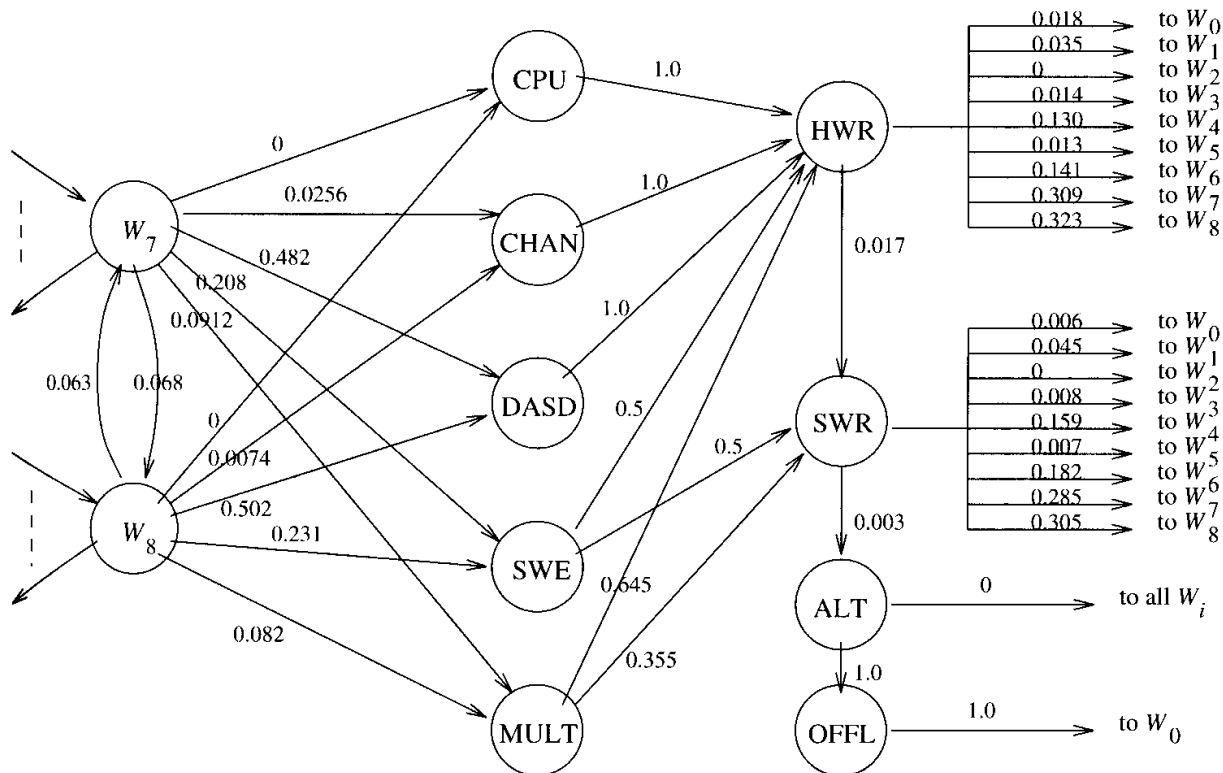 CPU
CHAN
DASD
SWE
MULT
W7
W8
HWR
SWR
ALT
OFFL
0
0.0256
0.482
0.208
0.0912
0.063
0.068
0
0.0074
0.502
0.231
0.082
1.0
1.0
1.0
0.5
0.5
0.645
0.355
0.017
0.003
1.0
0.018 to W0
0.035 to W1
0 to W2
0.014 to W3
0.130 to W4
0.013 to W5
0.141 to W6
0.309 to W7
0.323 to W8
0.006 to W0
0.045 to W1
0 to W2
0.008 to W3
0.159 to W4
0.007 to W5
0.182 to W6
0.285 to W7
0.305 to W8
0 to all Wi
1.0 to W0